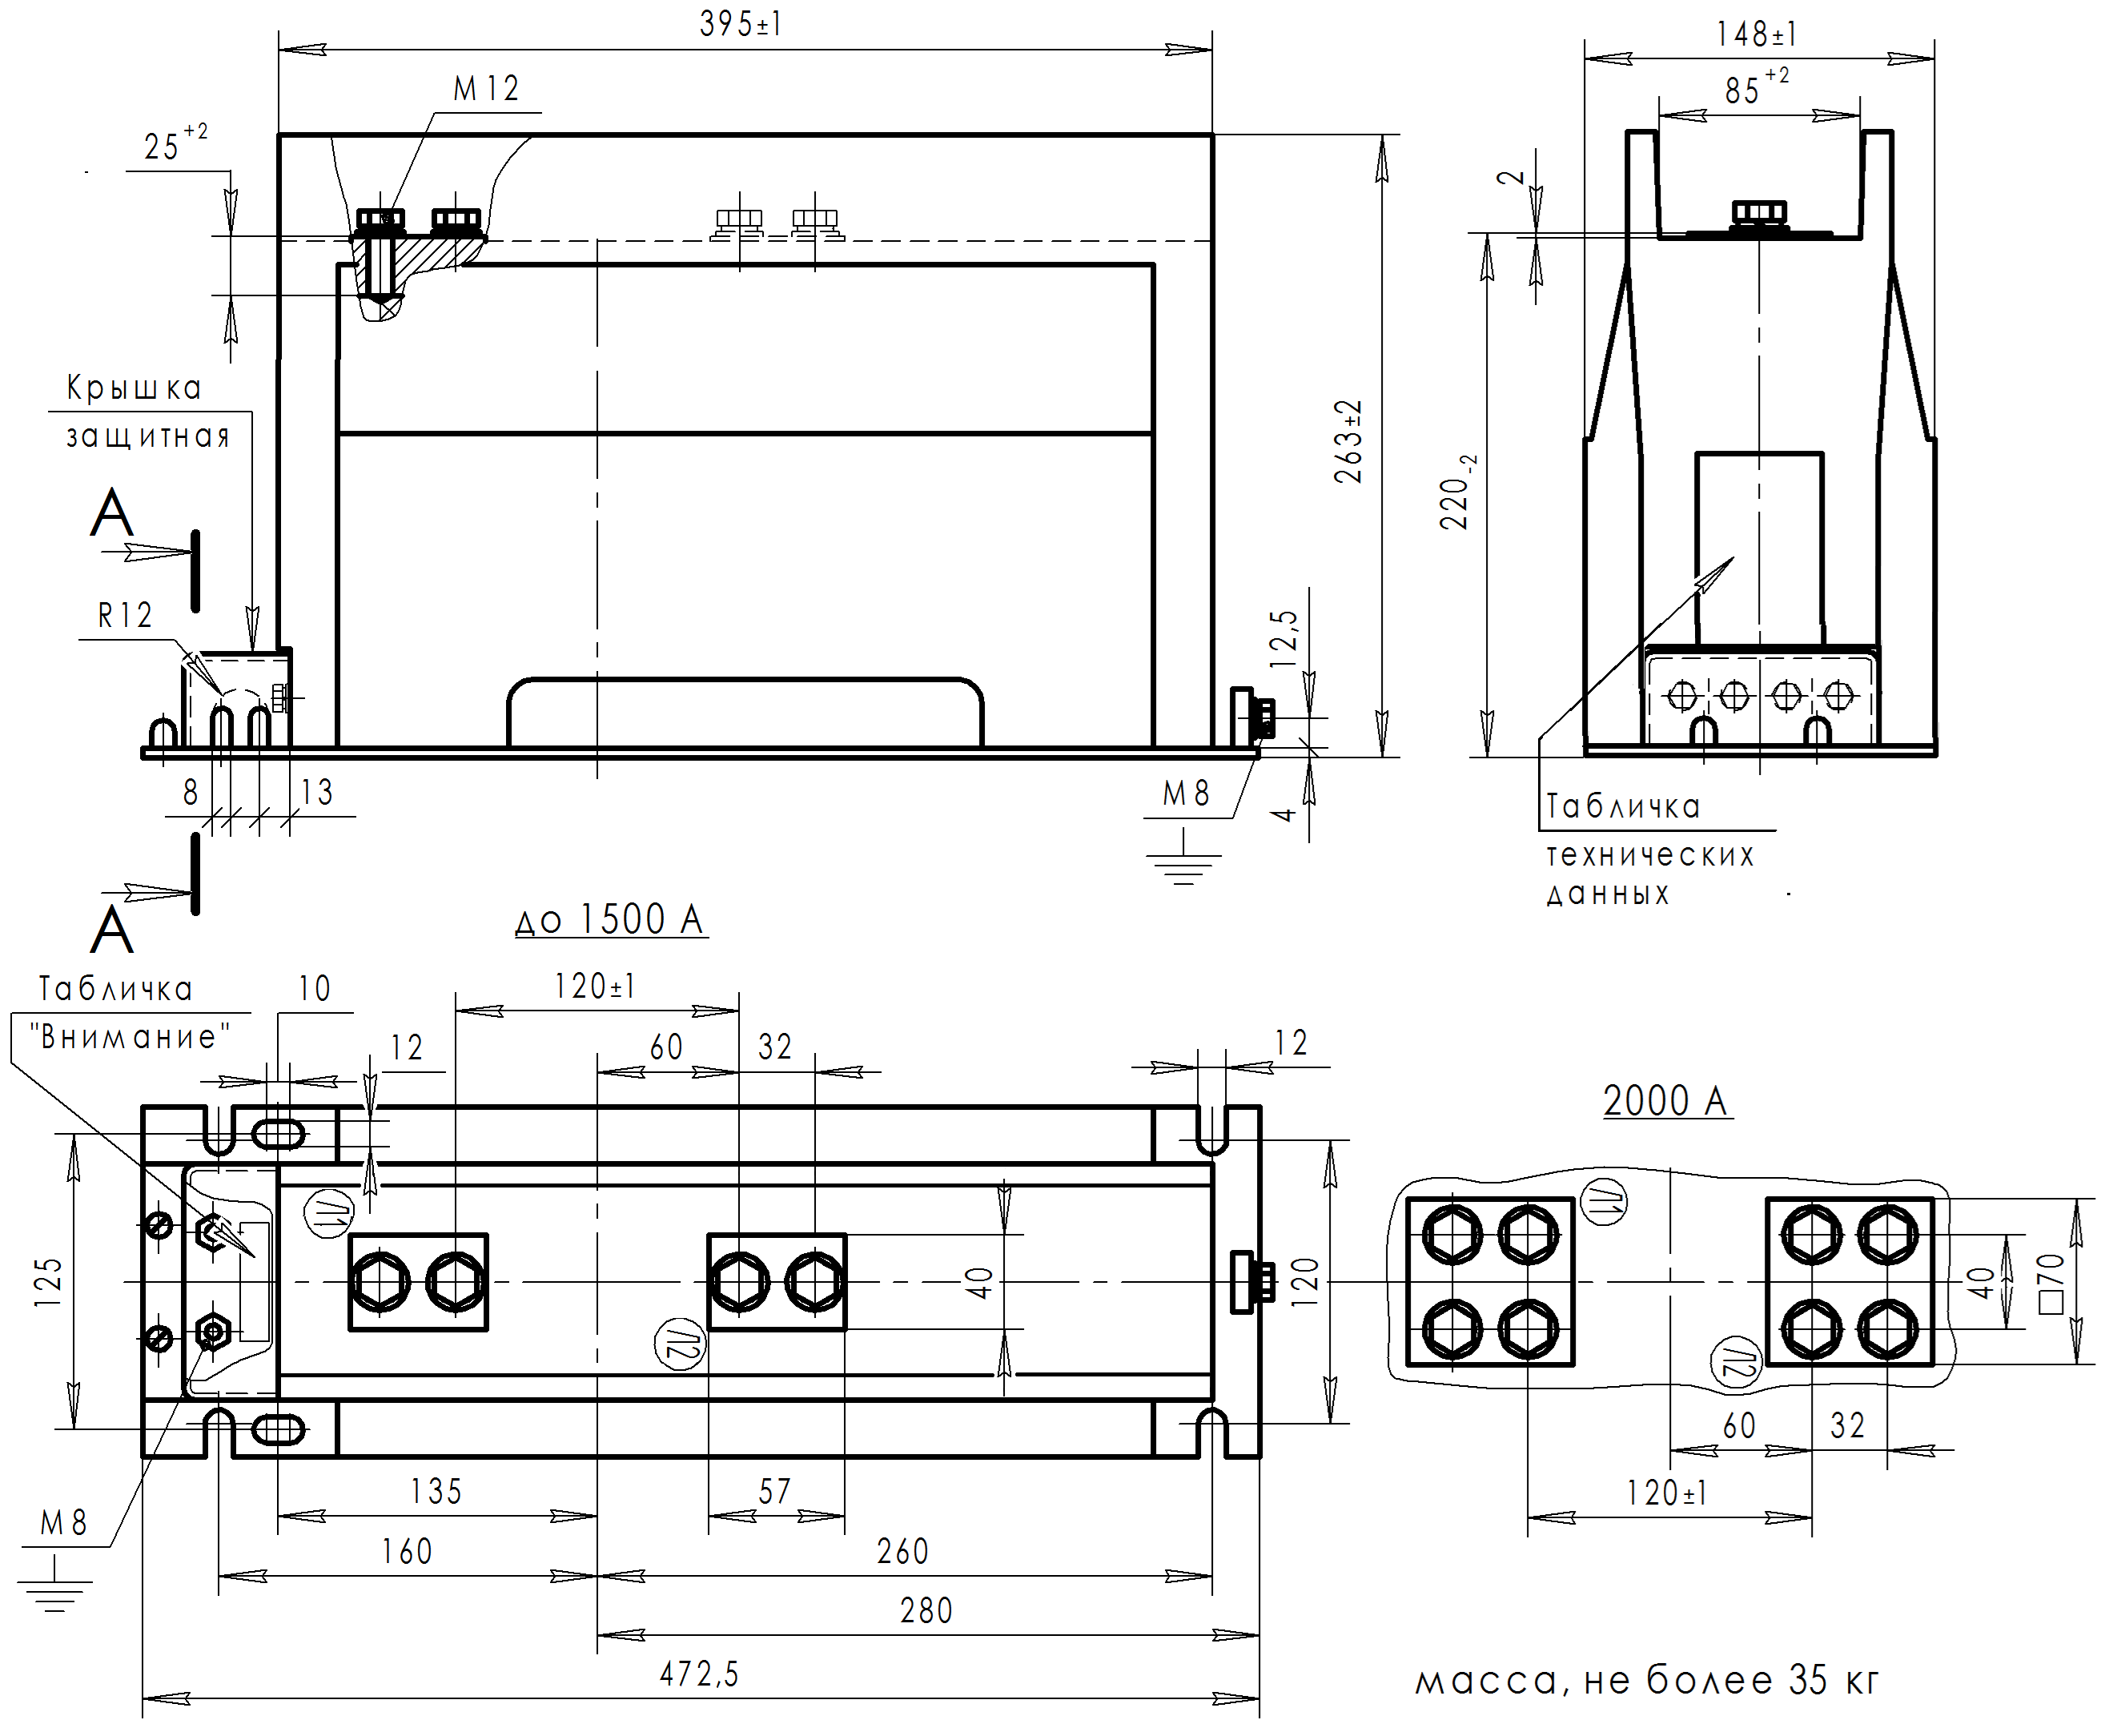 395±1
148±1
85+2
М12
25+2
2
Крышка
защитная
263±2
220-2
А
R12
12,5
8
13
М8
4
Табличка
технических
данных
А
до 1500 А
Табличка
"Внимание"
10
120±1
12
60
32
12
2000 А
Л1
Л1
125
40
120
40
□70
Л2
Л2
60
32
135
57
120±1
М8
160
260
280
472,5
масса, не более 35 кг